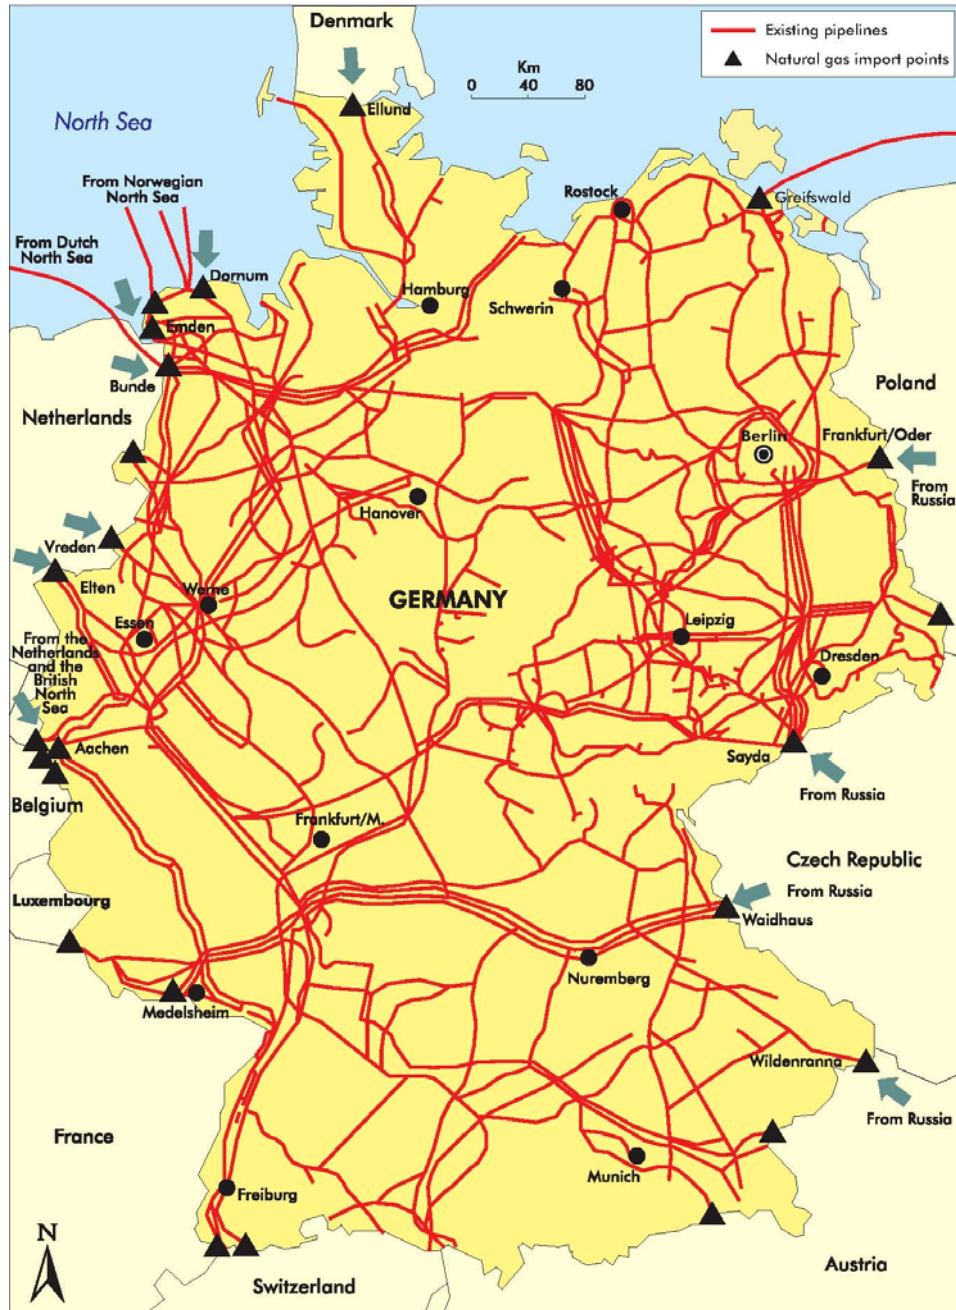 Denmark
Existing pipelines
Natural gas import points
Km
0 40 80
Ellund
North Sea
From Norwegian
North Sea
Rostock
Greifswald
From Dutch
North Sea
Dornum
Hamburg
Schwerin
Emden
Bunde
Poland
Netherlands
Berlin
Frankfurt/Oder
From
Russia
Hanover
Vreden
Elten
Warne
GERMANY
Essen
Leipzig
From the
Netherlands
and the
British
North
Sea
Dresden
Aachen
Sayda
From Russia
Belgium
Frankfurt/M.
Czech Republic
From Russia
Luxembourg
Waidhaus
Nuremberg
Medelsheim
Wildenranna
From Russia
France
Munich
Freiburg
N
Austria
Switzerland